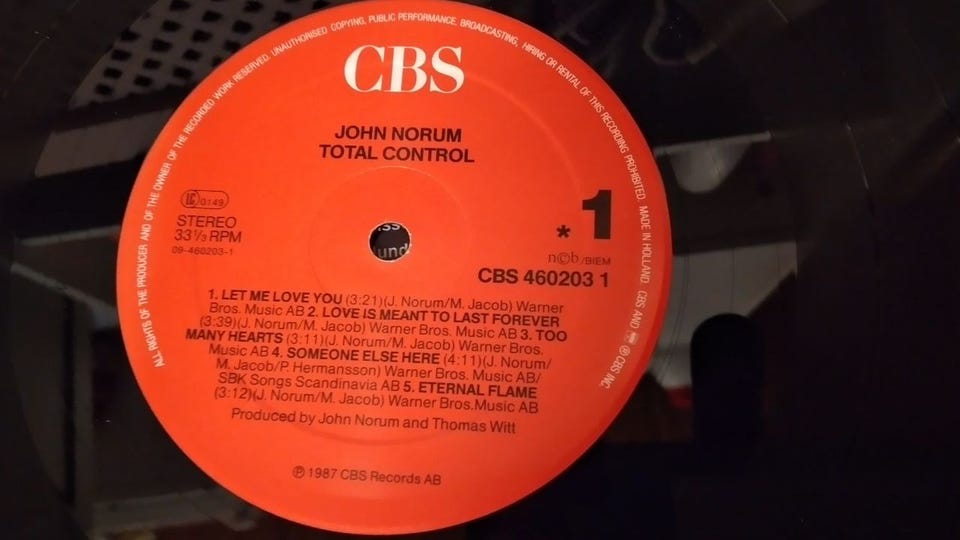 ALL RIGHTS OF THE PRODUCER AND OF THE OWNER OF THE RECORDED WORK RESERVED. UNAUTHORISED COPYING, PUBLIC PERFORMANCE, BROADCASTING, HIRING OR RENTAL OF THIS RECORDING PROHIBITED. MADE IN HOLLAND. CBS AND ℗ CBS INC.
CBS
JOHN NORUM
TOTAL CONTROL
LC 0149
STEREO
33 1/3 RPM
09-460203-1
* 1
n©b/BIEM
CBS 460203 1
1. LET ME LOVE YOU (3:21)(J. Norum/M. Jacob) Warner
Bros. Music AB 2. LOVE IS MEANT TO LAST FOREVER
(3:39)(J. Norum/M. Jacob) Warner Bros. Music AB 3. TOO
MANY HEARTS (3:11)(J. Norum/M. Jacob) Warner Bros.
Music AB 4. SOMEONE ELSE HERE (4:11)(J. Norum/
M. Jacob/P. Hermansson) Warner Bros. Music AB/
SBK Songs Scandinavia AB 5. ETERNAL FLAME
(3:12)(J. Norum/M. Jacob) Warner Bros.Music AB
Produced by John Norum and Thomas Witt
℗ 1987 CBS Records AB